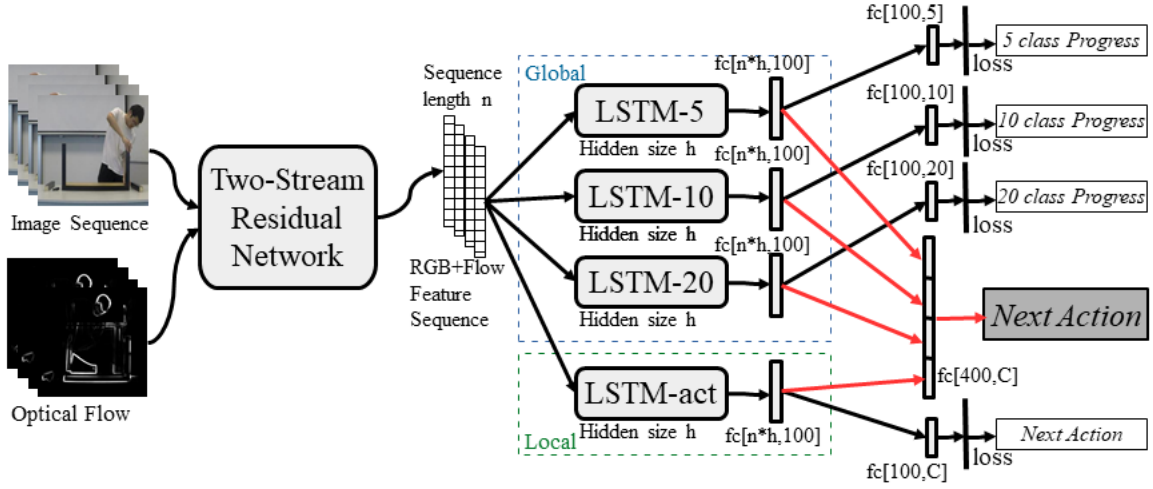 Image Sequence
Optical Flow
Two-Stream
Residual
Network
Sequence
length n
RGB+Flow
Feature
Sequence
Global
LSTM-5
Hidden size h
fc[n*h,100]
LSTM-10
Hidden size h
fc[n*h,100]
LSTM-20
Hidden size h
fc[n*h,100]
Local
LSTM-act
Hidden size h
fc[n*h,100]
fc[100,5]
loss
5 class Progress
fc[100,10]
loss
10 class Progress
fc[100,20]
loss
20 class Progress
Next Action
fc[400,C]
fc[100,C]
loss
Next Action